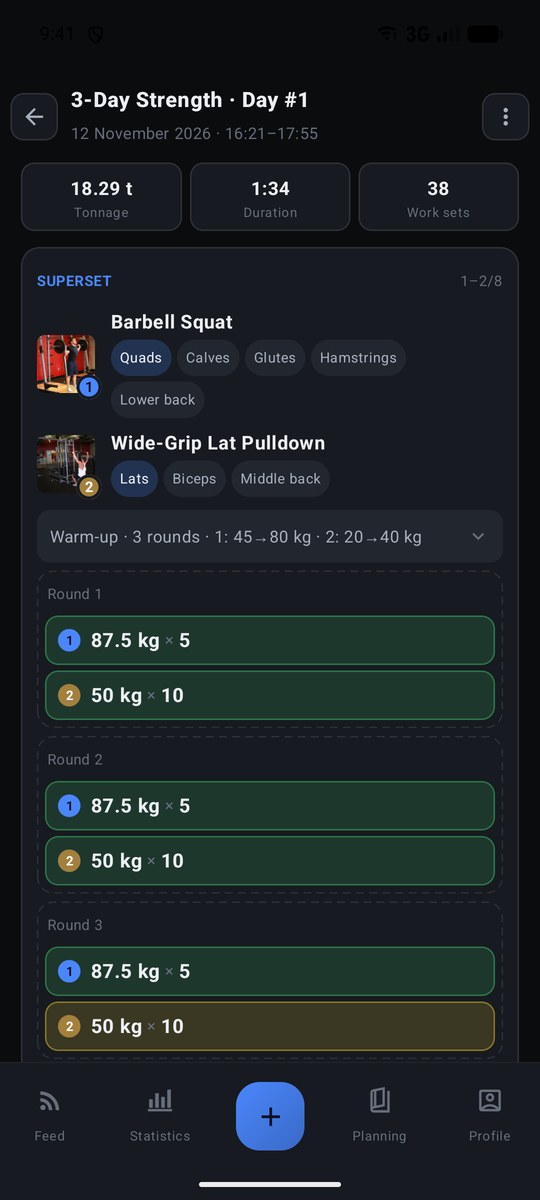 9:41
3G
3-Day Strength · Day #1
12 November 2026 · 16:21–17:55
18.29 t
Tonnage
1:34
Duration
38
Work sets
SUPERSET
1–2/8
Barbell Squat
Quads
Calves
Glutes
Hamstrings
Lower back
1
Wide-Grip Lat Pulldown
Lats
Biceps
Middle back
2
Warm-up · 3 rounds · 1: 45→80 kg · 2: 20→40 kg
Round 1
1 87.5 kg × 5
2 50 kg × 10
Round 2
1 87.5 kg × 5
2 50 kg × 10
Round 3
1 87.5 kg × 5
2 50 kg × 10
Feed
Statistics
Planning
Profile